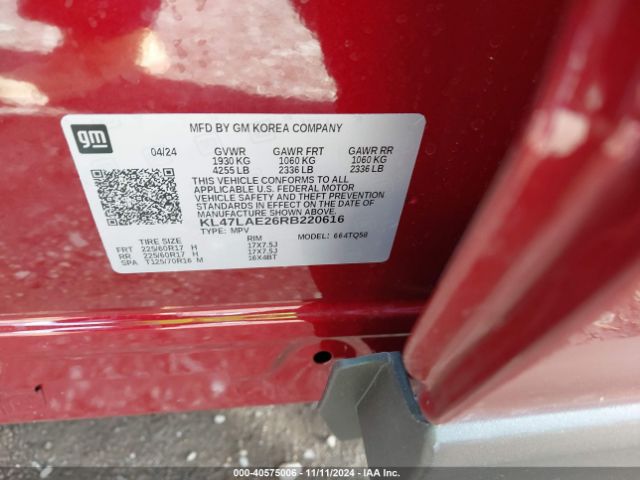 gm
MFD BY GM KOREA COMPANY
04/24 GVWR GAWR FRT GAWR RR
1930 KG 1060 KG 1060 KG
4255 LB 2336 LB 2336 LB
THIS VEHICLE CONFORMS TO ALL
APPLICABLE U.S. FEDERAL MOTOR
VEHICLE SAFETY AND THEFT PREVENTION
STANDARDS IN EFFECT ON THE DATE OF
MANUFACTURE SHOWN ABOVE.
KL47LAE26RB220616
TYPE: MPV MODEL: 664TQ58
TIRE SIZE RIM
FRT 225/60R17 H 17X7.5J
RR 225/60R17 H 17X7.5J
SPA T125/70R16 M 16X4BT
000-40575006 - 11/11/2024 - IAA Inc.